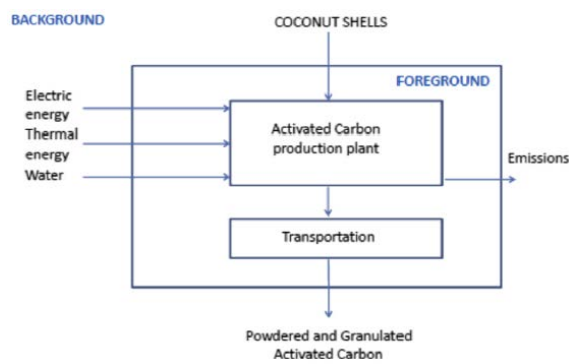 BACKGROUND
COCONUT SHELLS
FOREGROUND
Electric
energy
Thermal
energy
Water
Activated Carbon
production plant
Emissions
Transportation
Powdered and Granulated
Activated Carbon